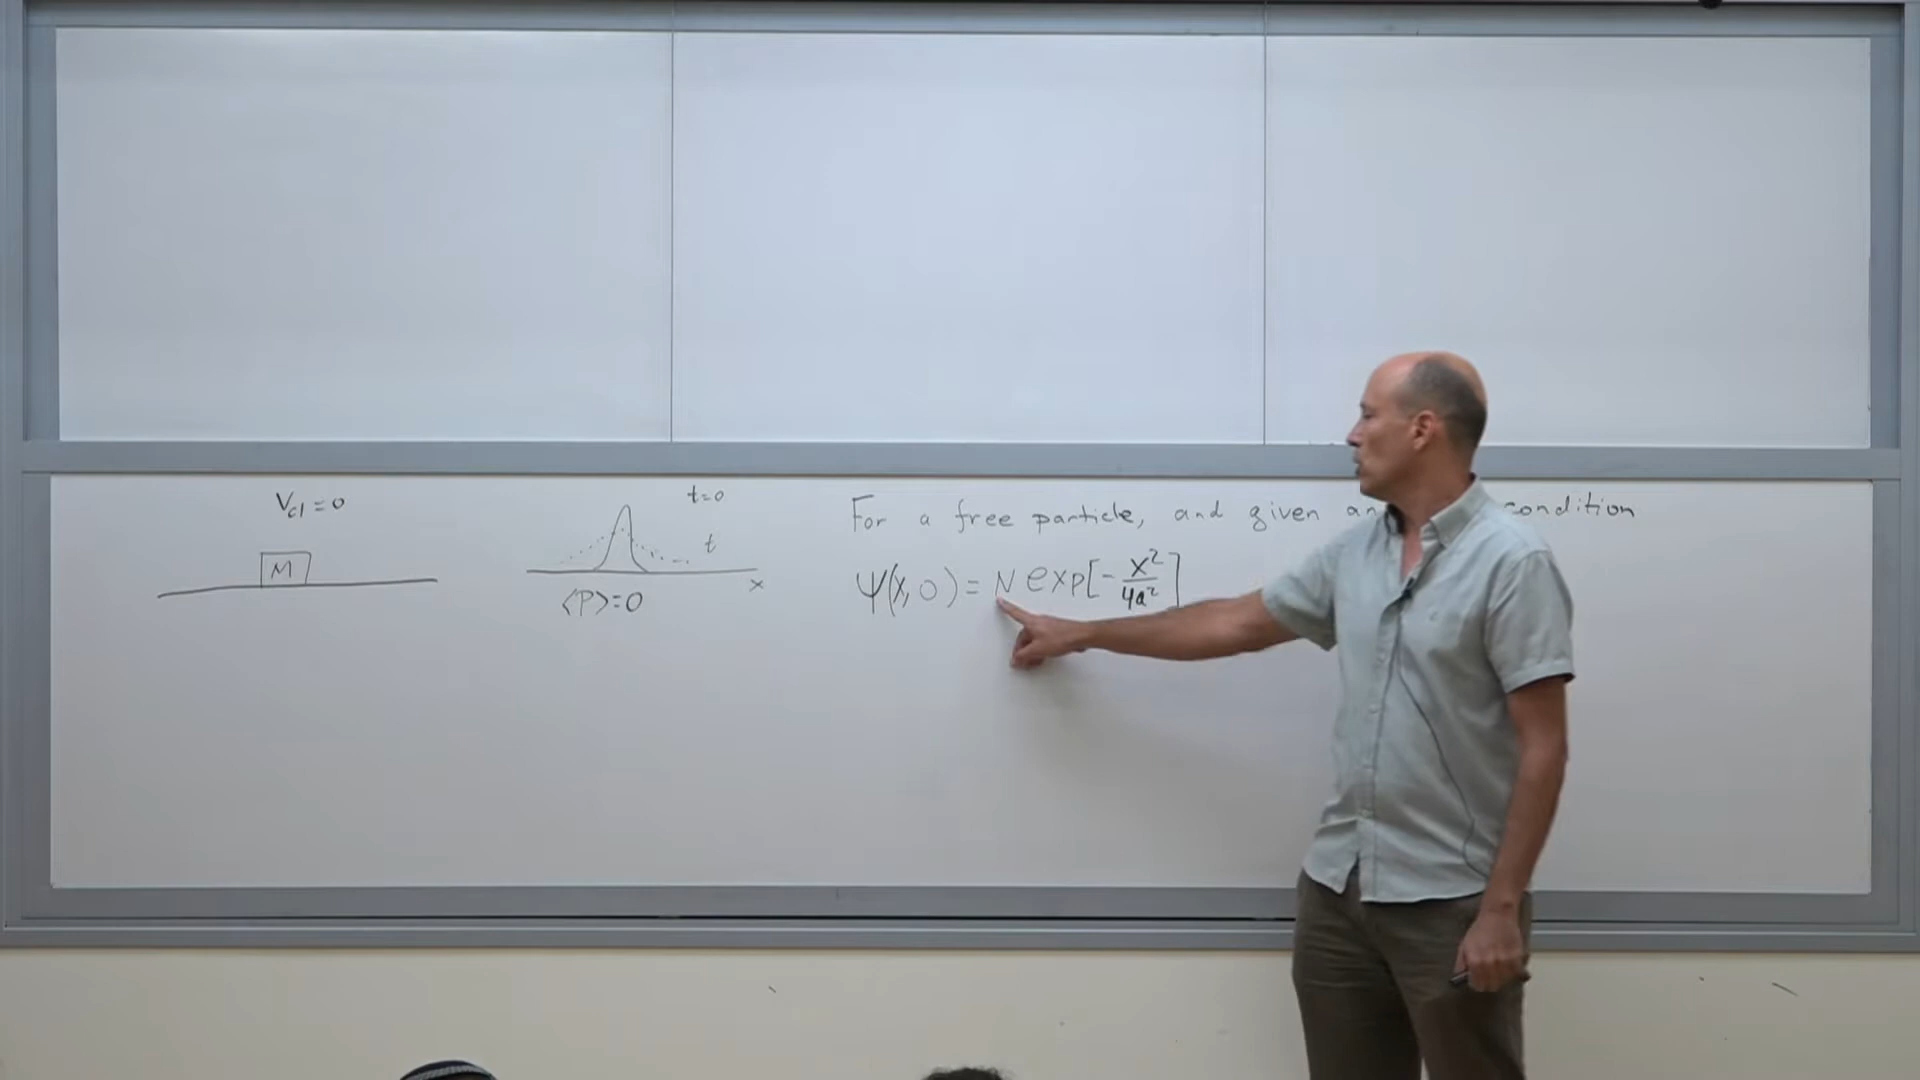 V_cl = 0
M
t=0
t
x
<P>=0
For a free particle, and given an condition
Ψ(x,0) = N exp[-x²/4a²]